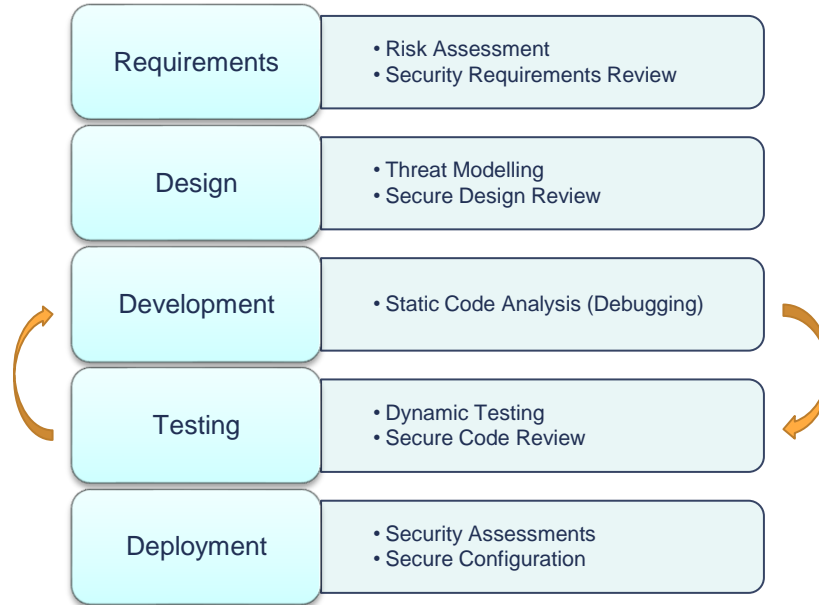 Requirements
• Risk Assessment
• Security Requirements Review
Design
• Threat Modelling
• Secure Design Review
Development
• Static Code Analysis (Debugging)
Testing
• Dynamic Testing
• Secure Code Review
Deployment
• Security Assessments
• Secure Configuration